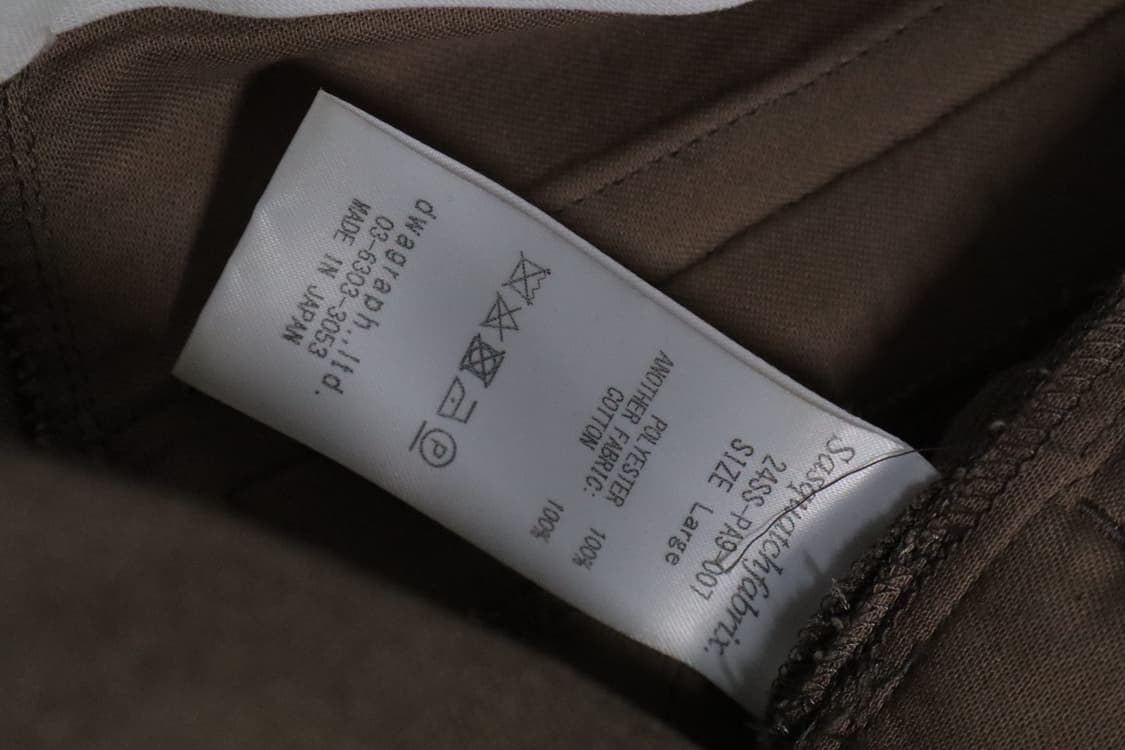 Sasquatchfabrix.
24SS-PA9-001
SIZE Large
POLYESTER 100%
ANOTHER FABRIC:
COTTON 100%
P
dwagraph.,ltd.
03-6303-3053
MADE IN JAPAN